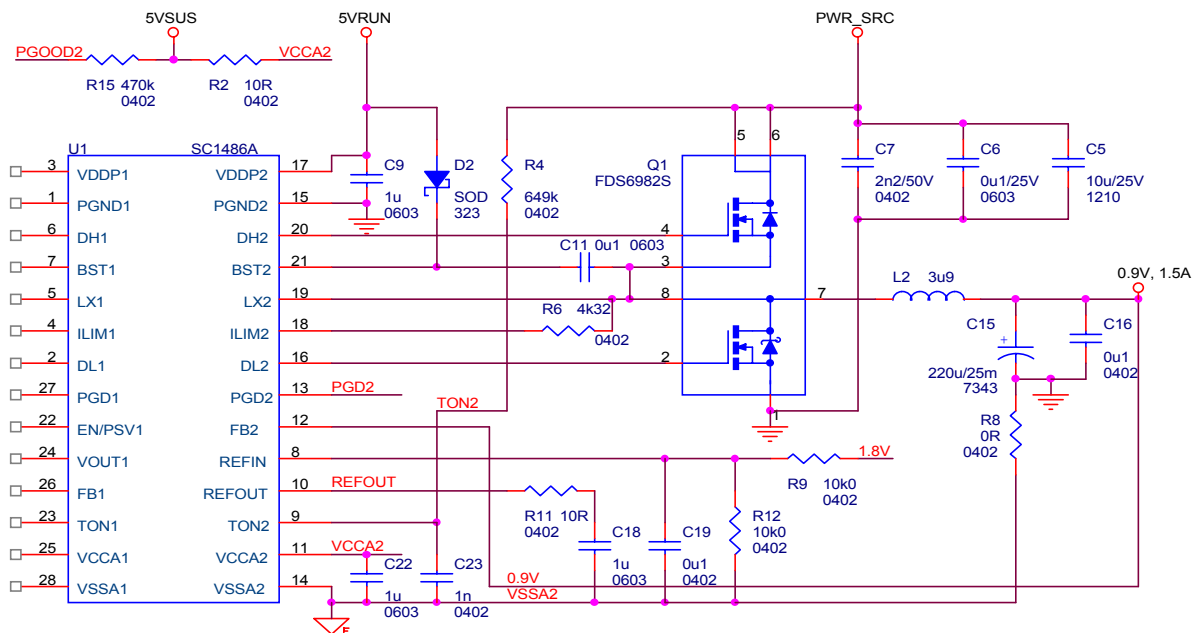 5VSUS
5VRUN
PWR_SRC
PGOOD2
VCCA2
R15 470k
0402
R2 10R
0402
U1
SC1486A
3 VDDP1
VDDP2 17
1 PGND1
PGND2 15
6 DH1
DH2 20
7 BST1
BST2 21
5 LX1
LX2 19
4 ILIM1
ILIM2 18
2 DL1
DL2 16
27 PGD1
PGD2 13
22 EN/PSV1
FB2 12
24 VOUT1
REFIN 8
26 FB1
REFOUT 10
23 TON1
TON2 9
25 VCCA1
VCCA2 11
28 VSSA1
VSSA2 14
C9
1u
0603
D2
SOD
323
R4
649k
0402
Q1
FDS6982S
5
6
4
3
8
2
7
1
C7
2n2/50V
0402
C6
0u1/25V
0603
C5
10u/25V
1210
C11 0u1 0603
R6 4k32
0402
L2 3u9
0.9V, 1.5A
C15
+
220u/25m
7343
C16
0u1
0402
R8
0R
0402
PGD2
TON2
REFOUT
VCCA2
1.8V
R9 10k0
0402
R11 10R
0402
C18
1u
0603
C19
0u1
0402
R12
10k0
0402
C22
1u
0603
C23
1n
0402
0.9V
VSSA2